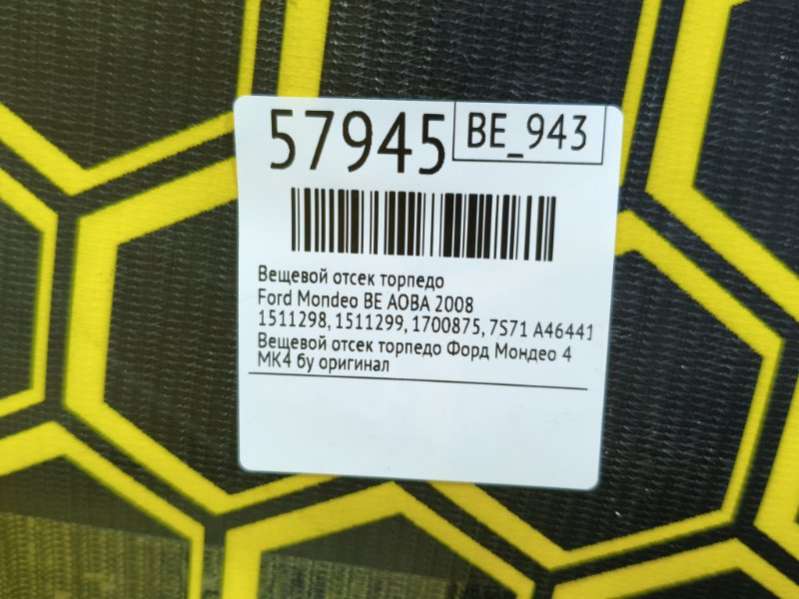 57945
BE_943
Вещевой отсек торпедо
Ford Mondeo BE AOBA 2008
1511298, 1511299, 1700875, 7S71 A46441
Вещевой отсек торпедо Форд Мондео 4
МК4 бу оригинал